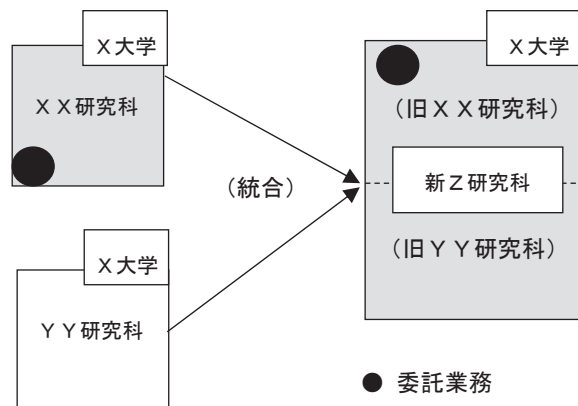 X大学
XX研究科
(統合)
X大学
YY研究科
X大学
(旧XX研究科)
新Z研究科
(旧YY研究科)
● 委託業務